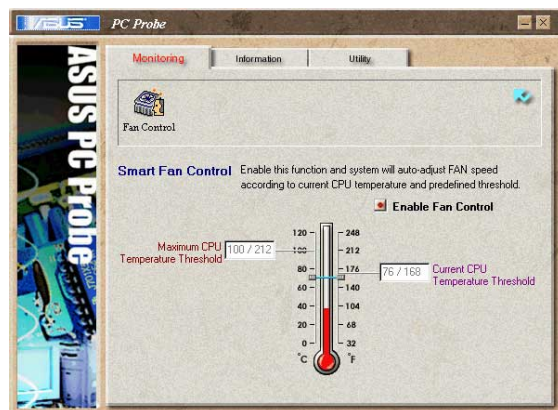 ASUS PC Probe
ASUS PC Probe
Monitoring Information Utility
Fan Control
Smart Fan Control Enable this function and system will auto-adjust FAN speed
according to current CPU temperature and predefined threshold.
Enable Fan Control
Maximum CPU
Temperature Threshold
100 / 212
120 248
100 212
80 176
60 140
40 104
20 68
0 32
°C °F
76 / 168
Current CPU
Temperature Threshold